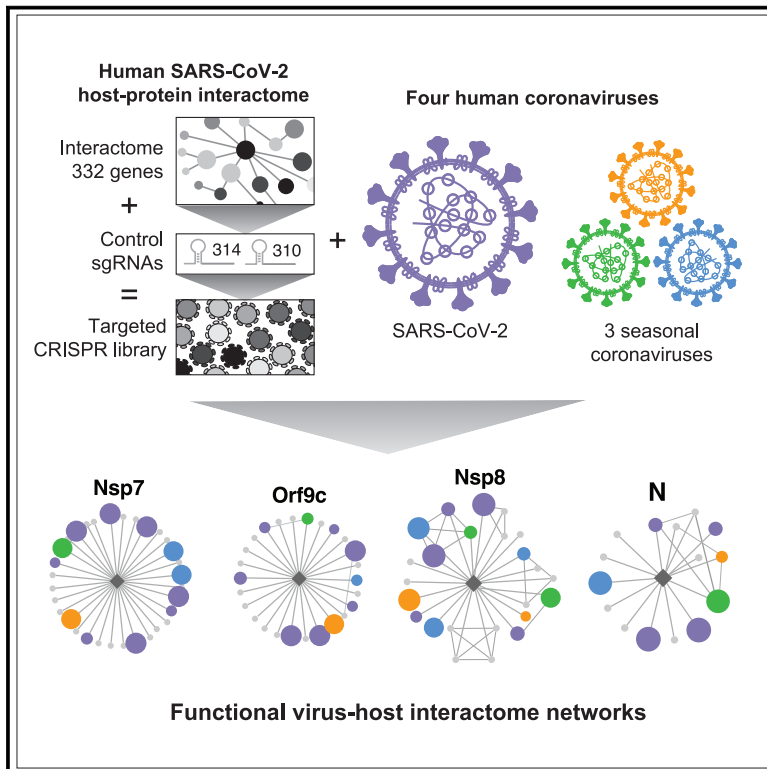 Human SARS-CoV-2
host-protein interactome
Interactome
332 genes
+
Control
sgRNAs
314
310
=
Targeted
CRISPR library
+
Four human coronaviruses
SARS-CoV-2
3 seasonal
coronaviruses
Nsp7
Orf9c
Nsp8
N
Functional virus-host interactome networks